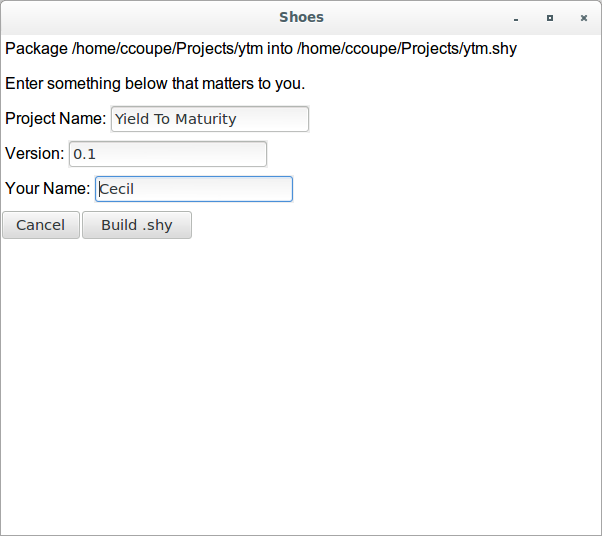 Shoes
Package /home/ccoupe/Projects/ytm into /home/ccoupe/Projects/ytm.shy
Enter something below that matters to you.
Project Name: Yield To Maturity
Version: 0.1
Your Name: Cecil
Cancel Build .shy